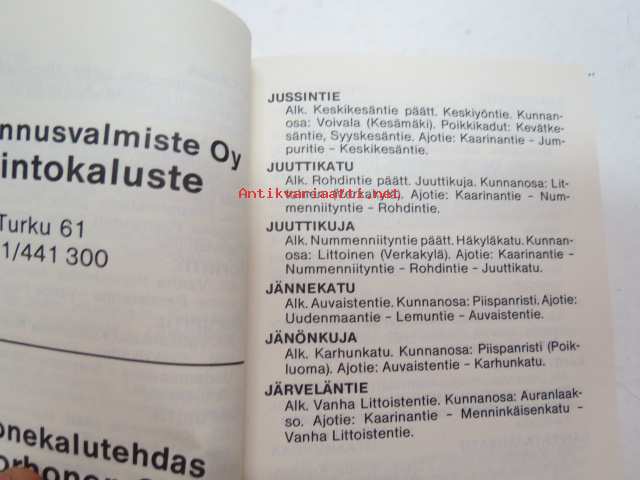 nnusvalmiste Oy
intokaluste
Turku 61
1/441 300
onekalutehdas
JUSSINTIE
Alk. Keskikesäntie päätt. Keskiyöntie. Kunnan-
osa: Voivala (Kesämäki). Poikkikadut: Kevätke-
säntie, Syyskesäntie. Ajotie: Kaarinantie - Jum-
puritie - Keskikesäntie.
JUUTTIKATU
Alk. Rohdintie päätt. Juuttikuja. Kunnanosa: Lit-
Antikvariaatti.net
Ajotie: Kaarinantie - Num-
menniityntie - Rohdintie.
JUUTTIKUJA
Alk. Nummenniityntie päätt. Häkyläkatu. Kunnan-
osa: Littoinen (Verkakylä). Ajotie: Kaarinantie -
Nummenniityntie - Rohdintie - Juuttikatu.
JÄNNEKATU
Alk. Auvaistentie. Kunnanosa: Piispanristi. Ajotie:
Uudenmaantie - Lemuntie - Auvaistentie.
JÄNÖNKUJA
Alk. Karhunkatu. Kunnanosa: Piispanristi (Poik-
luoma). Ajotie: Auvaistentie - Karhunkatu.
JÄRVELÄNTIE
Alk. Vanha Littoistentie. Kunnanosa: Auranlaak-
so. Ajotie: Kaarinantie - Menninkäisenkatu -
Vanha Littoistentie.